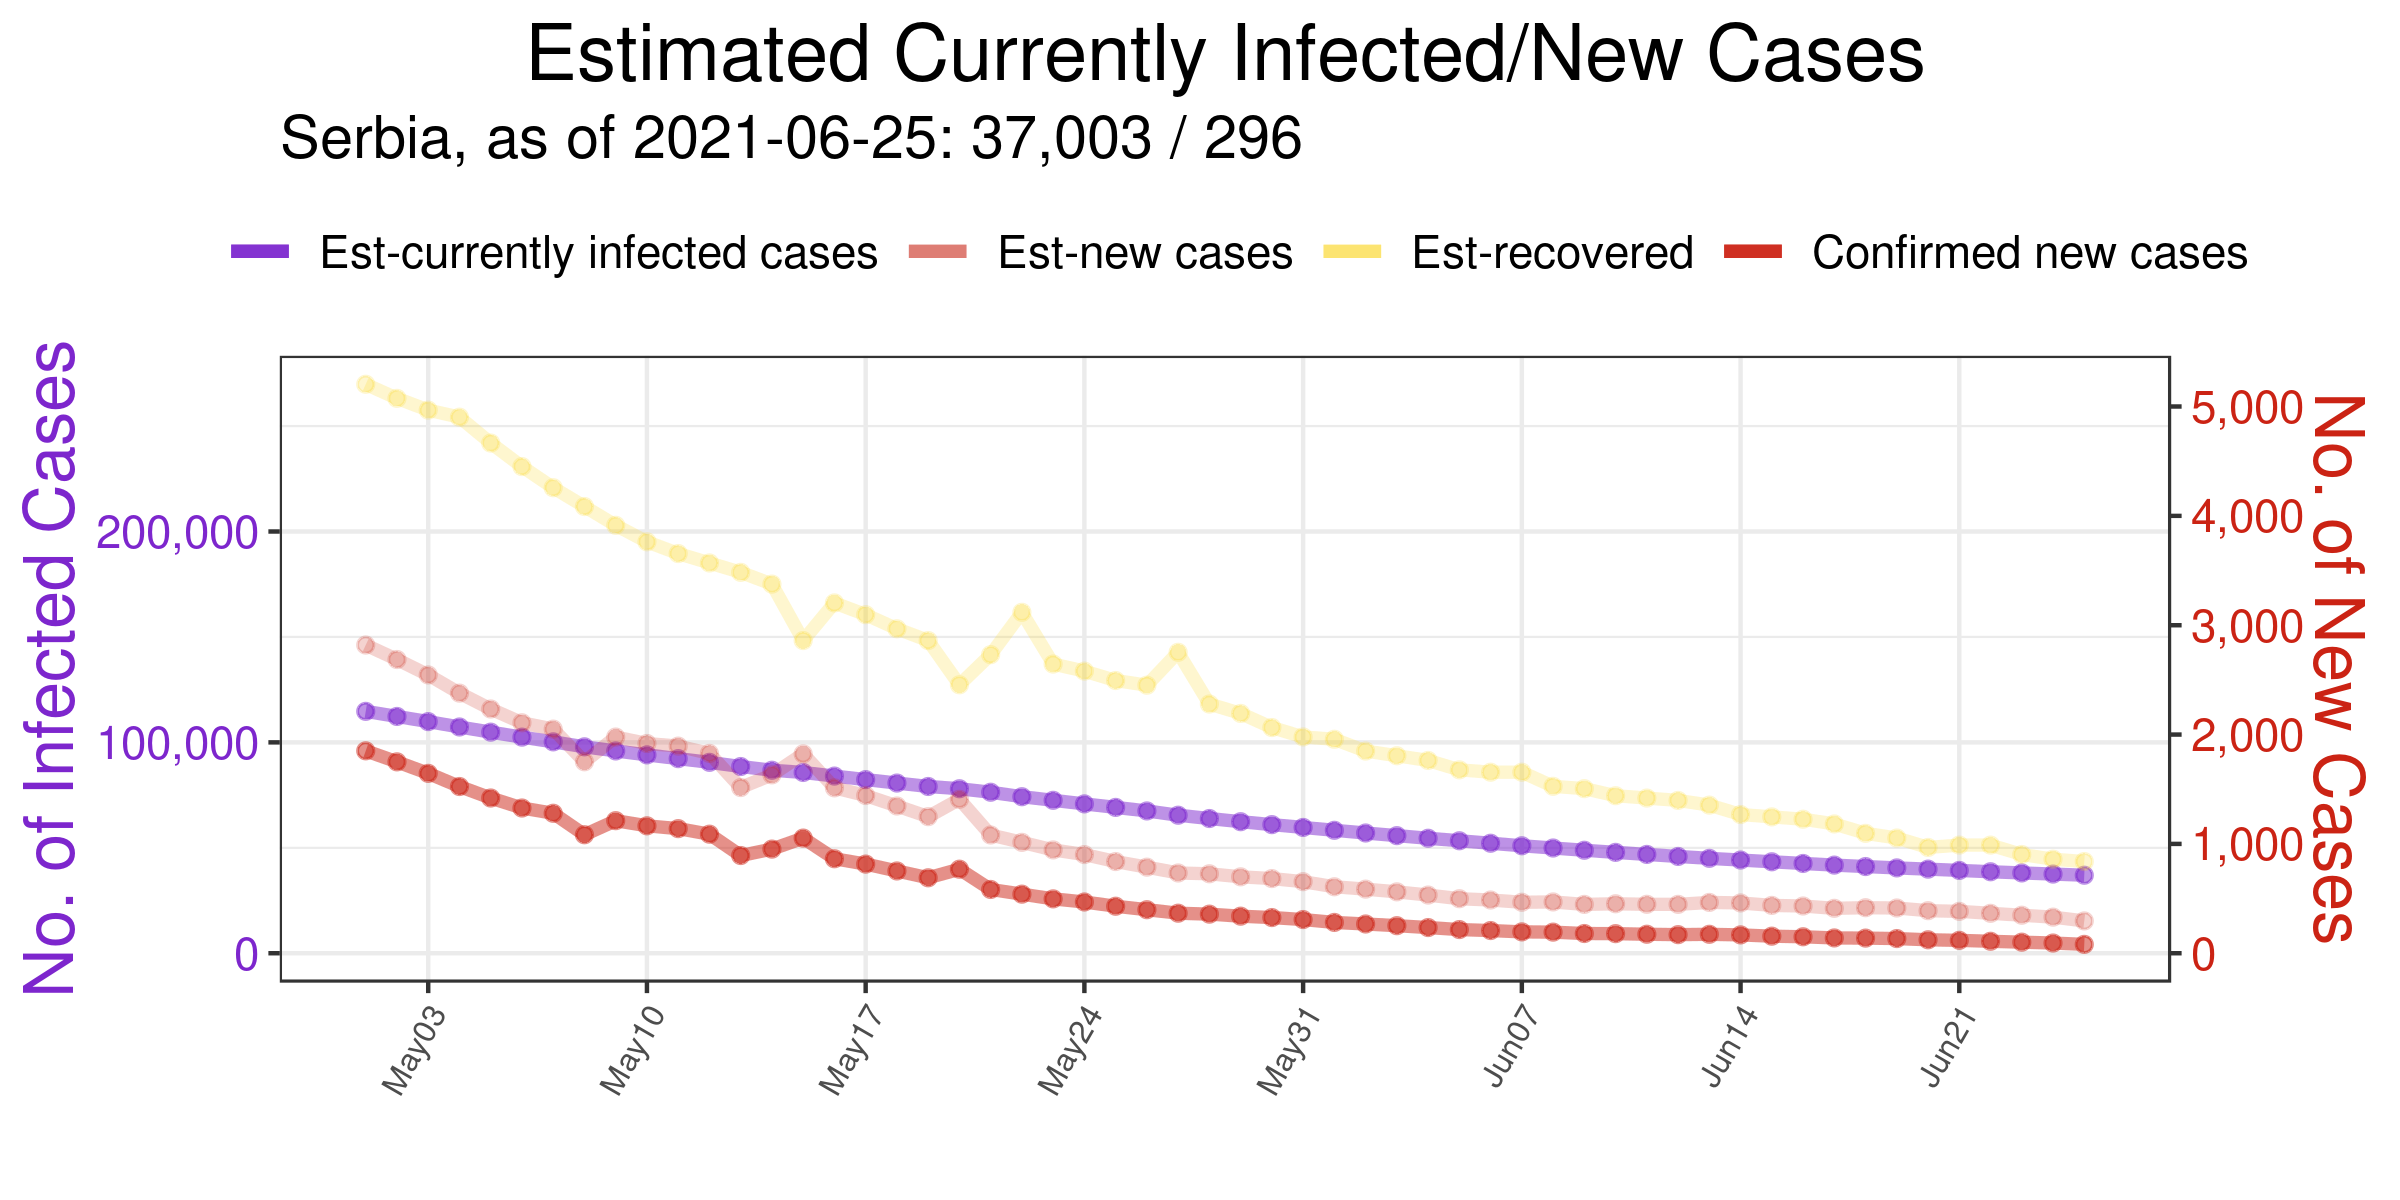 Estimated Currently Infected/New Cases
Serbia, as of 2021-06-25: 37,003 / 296
Est-currently infected cases Est-new cases Est-recovered Confirmed new cases
No. of Infected Cases
200,000
100,000
0
5,000
4,000
3,000
2,000
1,000
0
No. of New Cases
May03 May10 May17 May24 May31 Jun07 Jun14 Jun21